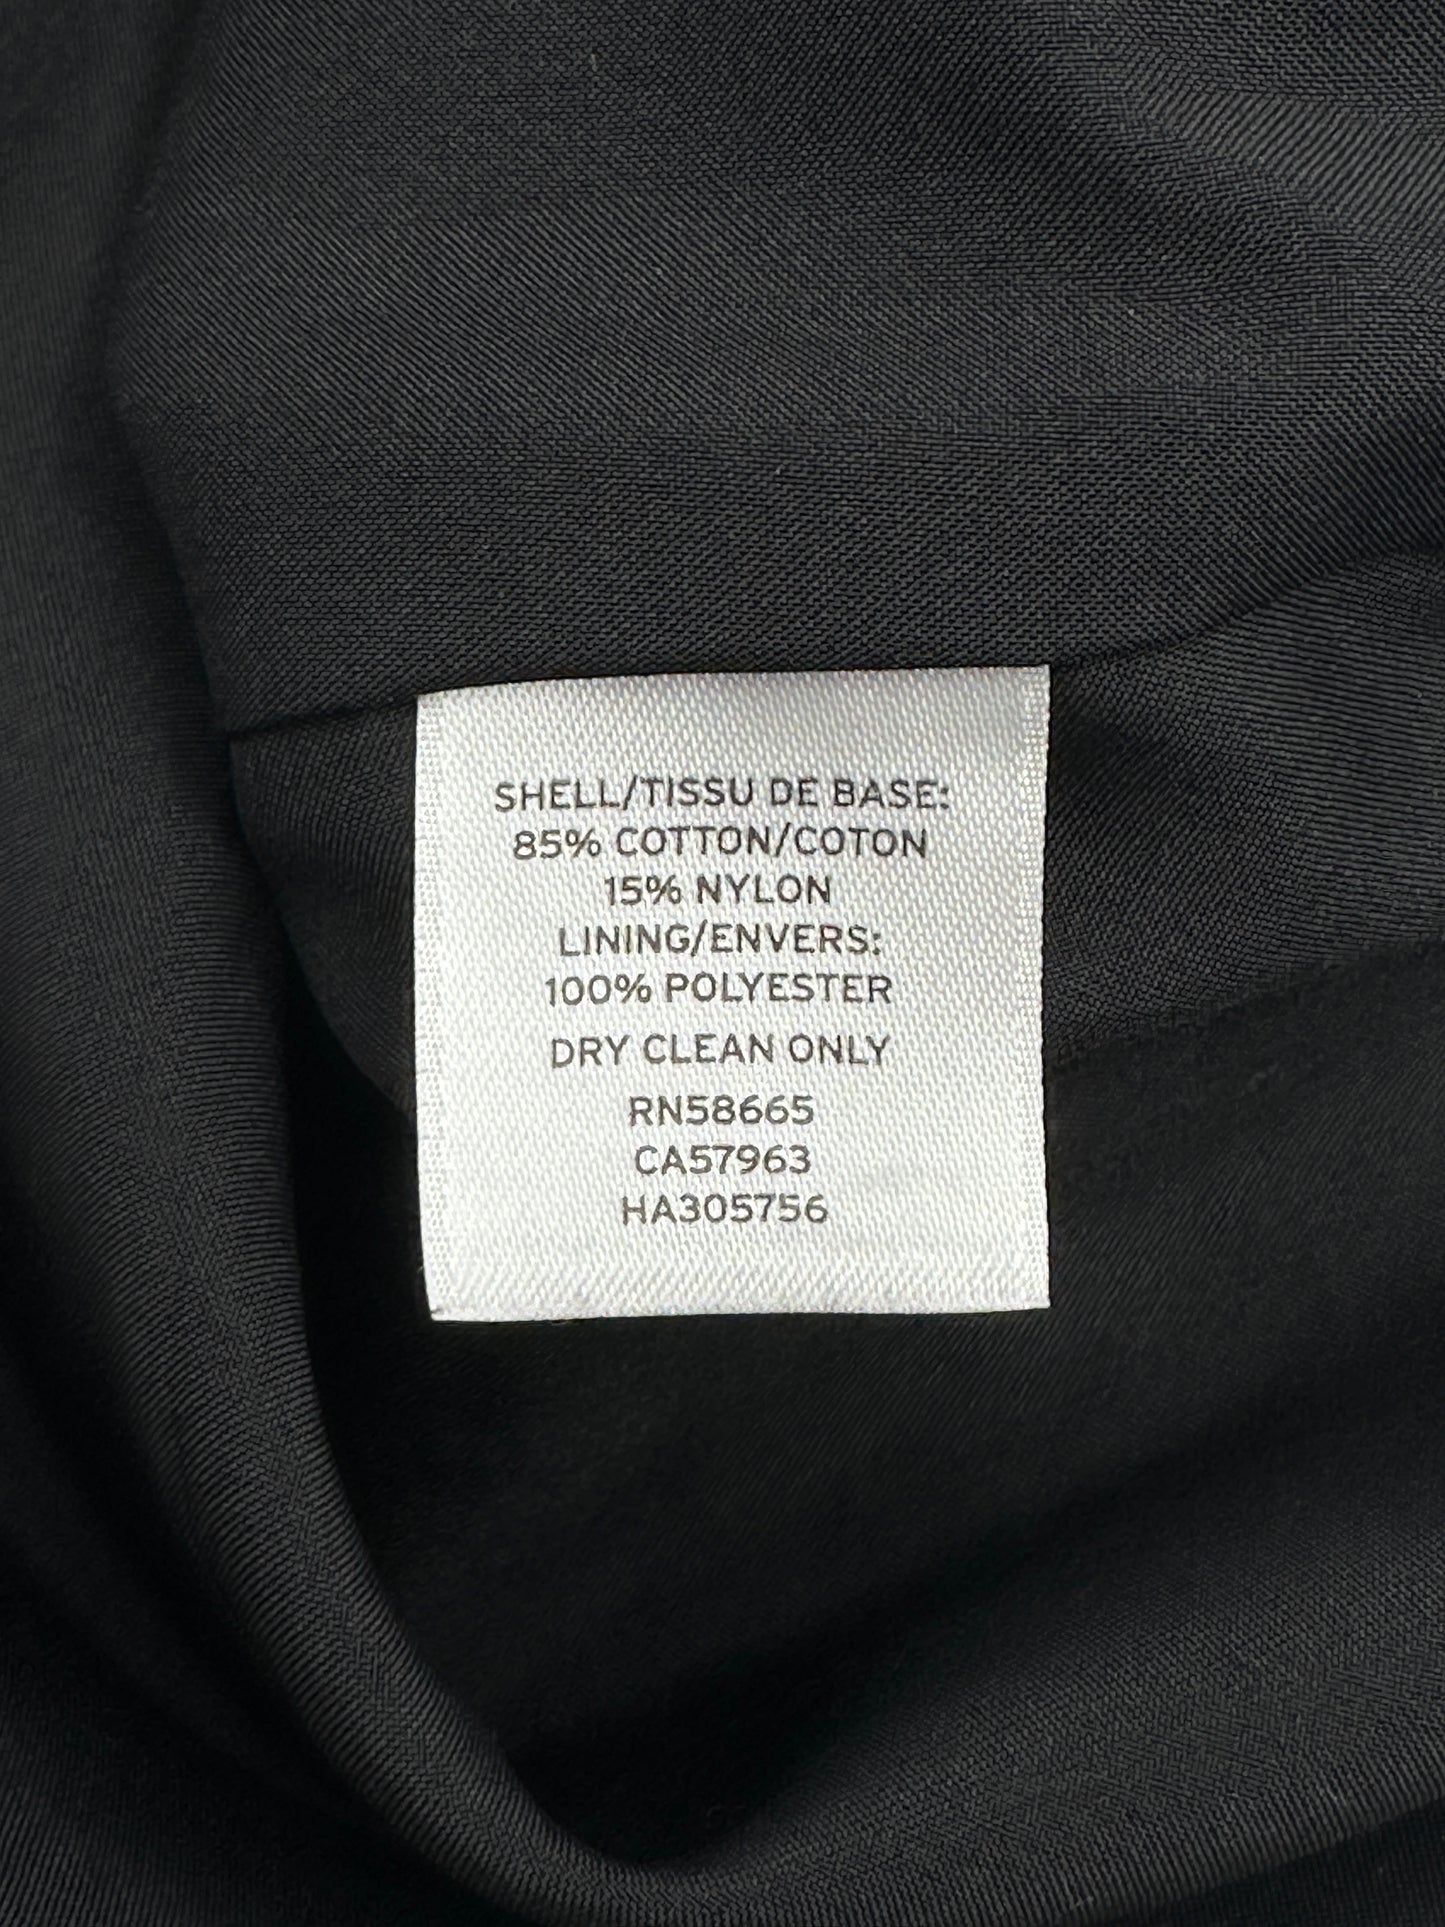 SHELL/TISSU DE BASE:
85% COTTON/COTON
15% NYLON
LINING/ENVERS:
100% POLYESTER
DRY CLEAN ONLY
RN58665
CA57963
HA305756